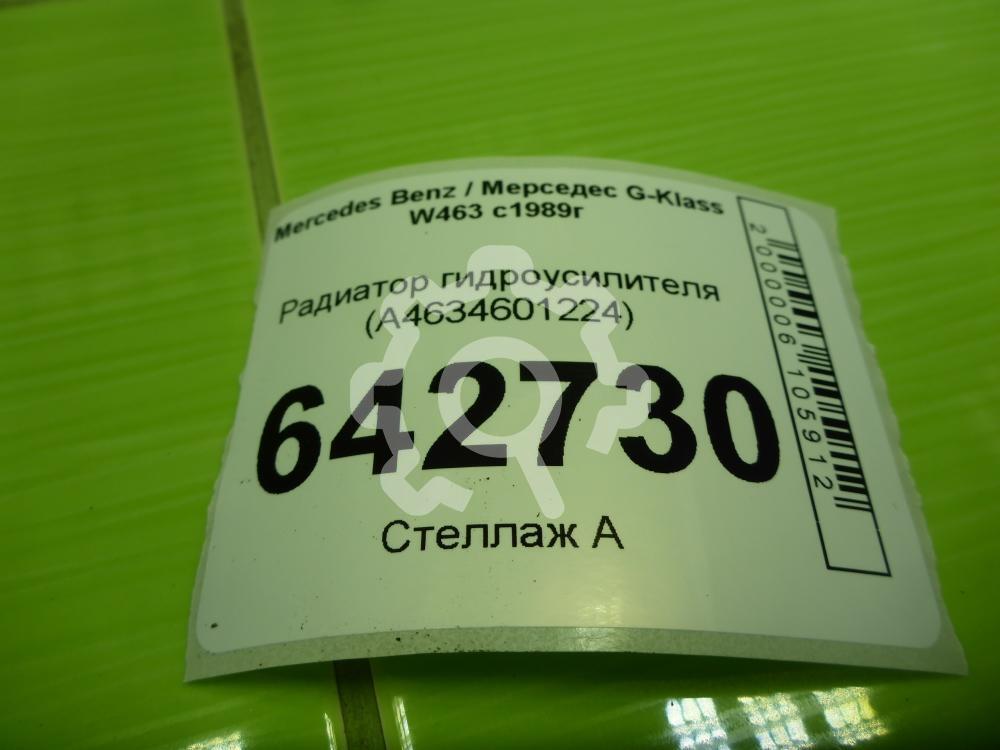 Mercedes Benz / Мерседес G-Klass
W463 с1989г
Радиатор гидроусилителя
(A4634601224)
642730
Стеллаж А
2000006105912